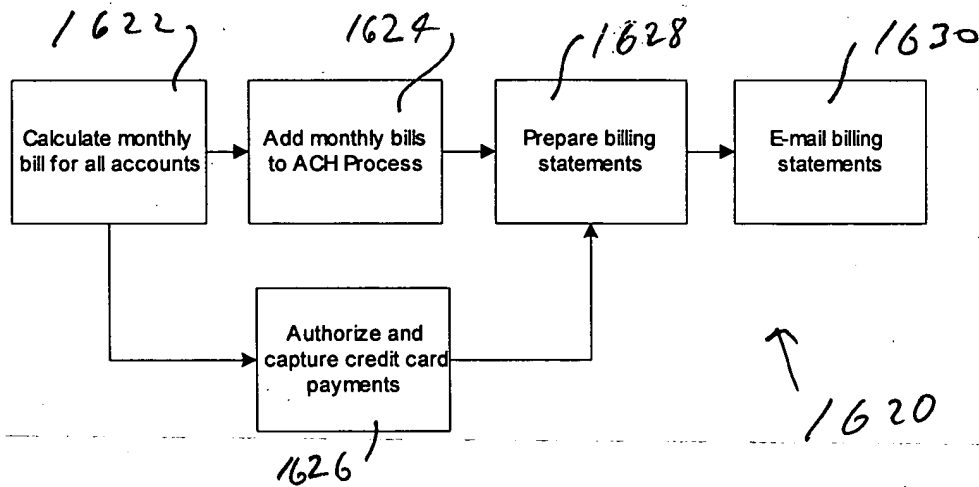 1622
1624
1628
1630
Calculate monthly
bill for all accounts
Add monthly bills
to ACH Process
Prepare billing
statements
E-mail billing
statements
Authorize and
capture credit card
payments
1620
1626